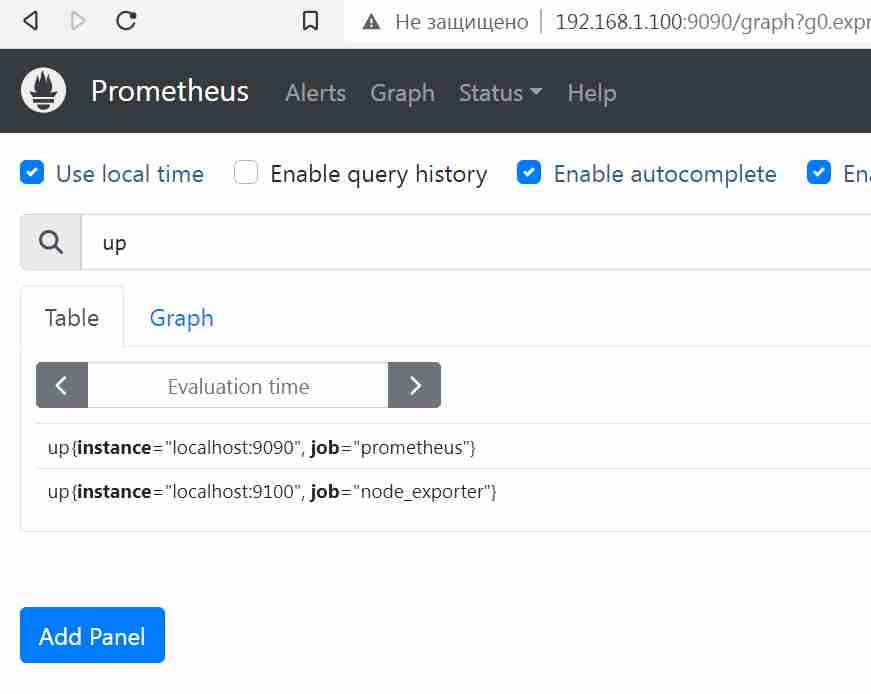 Не защищено 192.168.1.100:9090/graph?g0.expr
Prometheus Alerts Graph Status Help
Use local time Enable query history Enable autocomplete
up
Table Graph
Evaluation time
up{instance="localhost:9090", job="prometheus"}
up{instance="localhost:9100", job="node_exporter"}
Add Panel